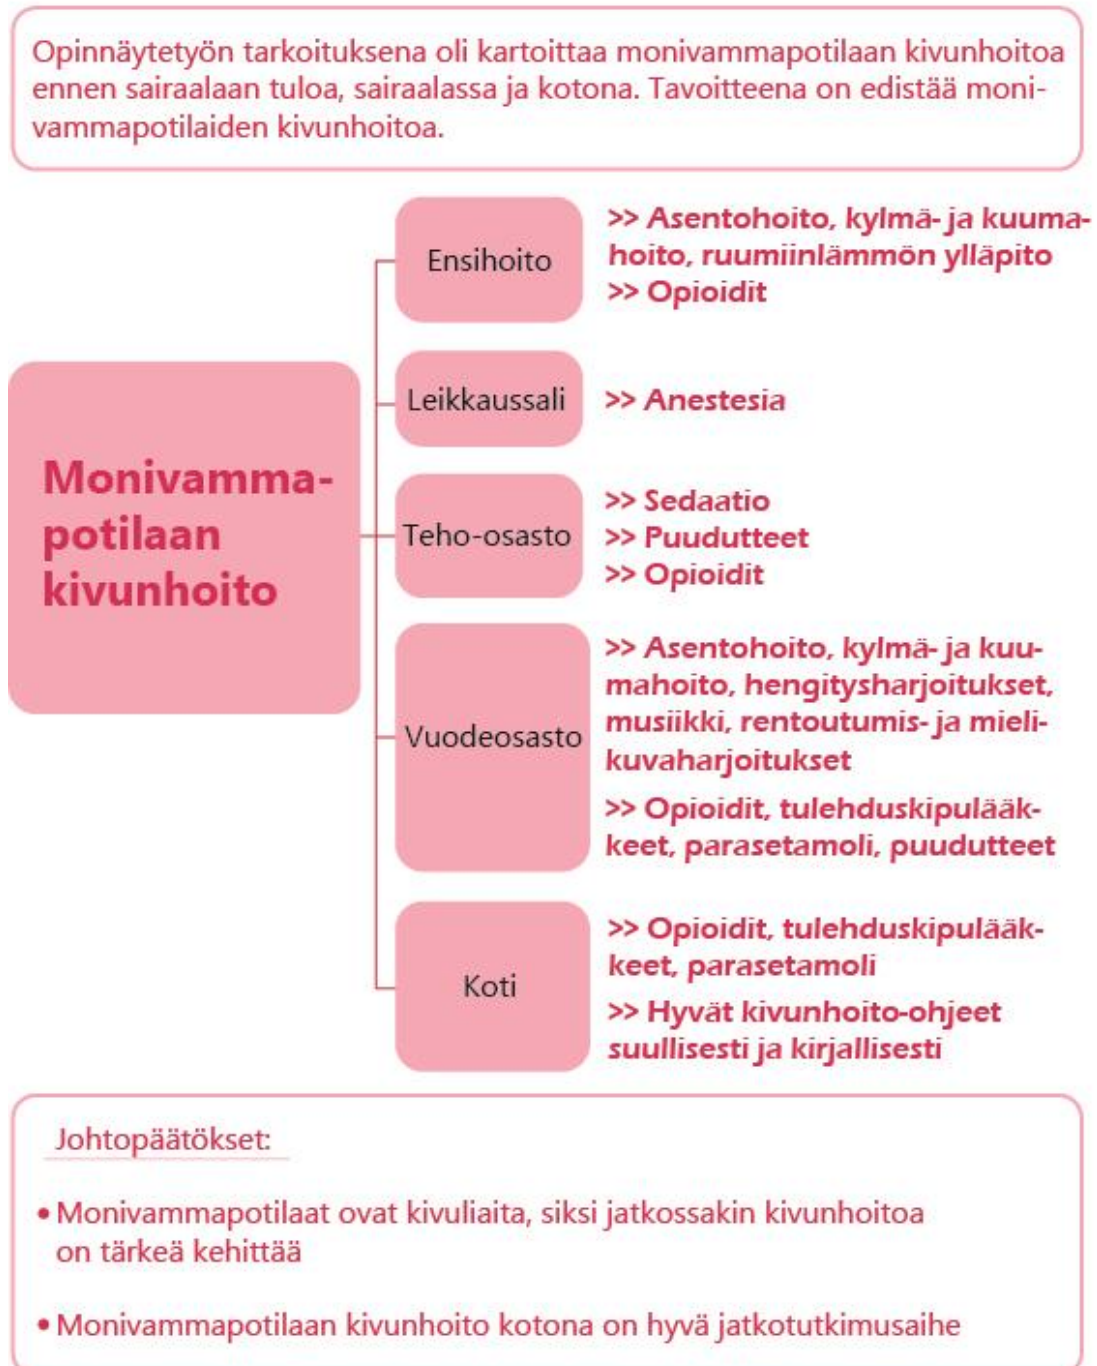 Opinnäytetyön tarkoituksena oli kartoittaa monivammapotilaan kivunhoitoa
ennen sairaalaan tuloa, sairaalassa ja kotona. Tavoitteena on edistää moni-
vammapotilaiden kivunhoitoa.
Monivamma-
potilaan
kivunhoito
Ensihoito
>> Asentohoito, kylmä- ja kuuma-
hoito, ruumiinlämmön ylläpito
>> Opioidit
Leikkaussali
>> Anestesia
Teho-osasto
>> Sedaatio
>> Puudutteet
>> Opioidit
Vuodeosasto
>> Asentohoito, kylmä- ja kuu-
mahoito, hengitysharjoitukset,
musiikki, rentoutumis- ja mieli-
kuvaharjoitukset
>> Opioidit, tulehduskipulääk-
keet, parasetamoli, puudutteet
Koti
>> Opioidit, tulehduskipulääk-
keet, parasetamoli
>> Hyvät kivunhoito-ohjeet
suullisesti ja kirjallisesti
Johtopäätökset:
• Monivammapotilaat ovat kivuliaita, siksi jatkossakin kivunhoitoa
on tärkeä kehittää
• Monivammapotilaan kivunhoito kotona on hyvä jatkotutkimusaihe